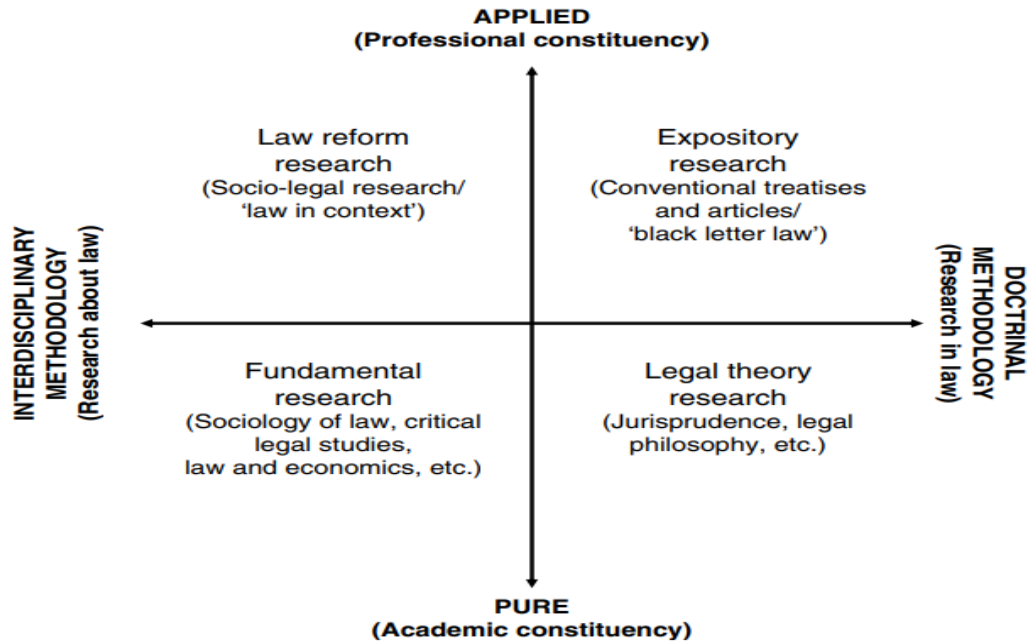 APPLIED
(Professional constituency)
Law reform
research
(Socio-legal research/
‘law in context’)
Expository
research
(Conventional treatises
and articles/
‘black letter law’)
INTERDISCIPLINARY
METHODOLOGY
(Research about law)
DOCTRINAL
METHODOLOGY
(Research in law)
Fundamental
research
(Sociology of law, critical
legal studies,
law and economics, etc.)
Legal theory
research
(Jurisprudence, legal
philosophy, etc.)
PURE
(Academic constituency)